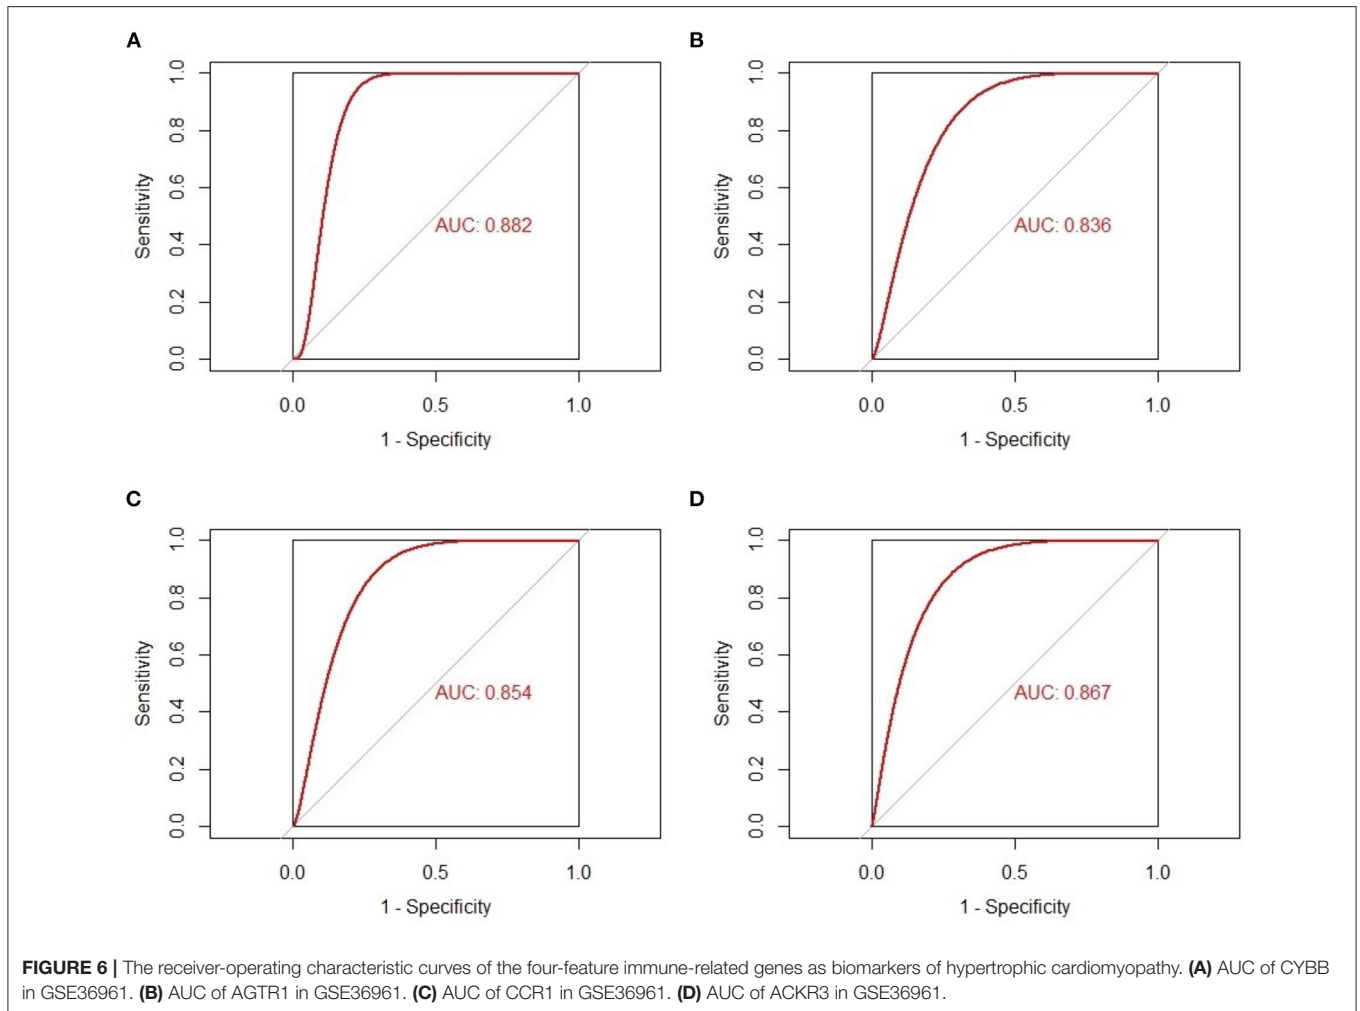 A
1.0
0.8
0.6
0.4
0.2
0.0
Sensitivity
AUC: 0.882
0.0 0.5 1.0
1 - Specificity
B
1.0
0.8
0.6
0.4
0.2
0.0
Sensitivity
AUC: 0.836
0.0 0.5 1.0
1 - Specificity
C
1.0
0.8
0.6
0.4
0.2
0.0
Sensitivity
AUC: 0.854
0.0 0.5 1.0
1 - Specificity
D
1.0
0.8
0.6
0.4
0.2
0.0
Sensitivity
AUC: 0.867
0.0 0.5 1.0
1 - Specificity
FIGURE 6 | The receiver-operating characteristic curves of the four-feature immune-related genes as biomarkers of hypertrophic cardiomyopathy. (A) AUC of CYBB
in GSE36961. (B) AUC of AGTR1 in GSE36961. (C) AUC of CCR1 in GSE36961. (D) AUC of ACKR3 in GSE36961.